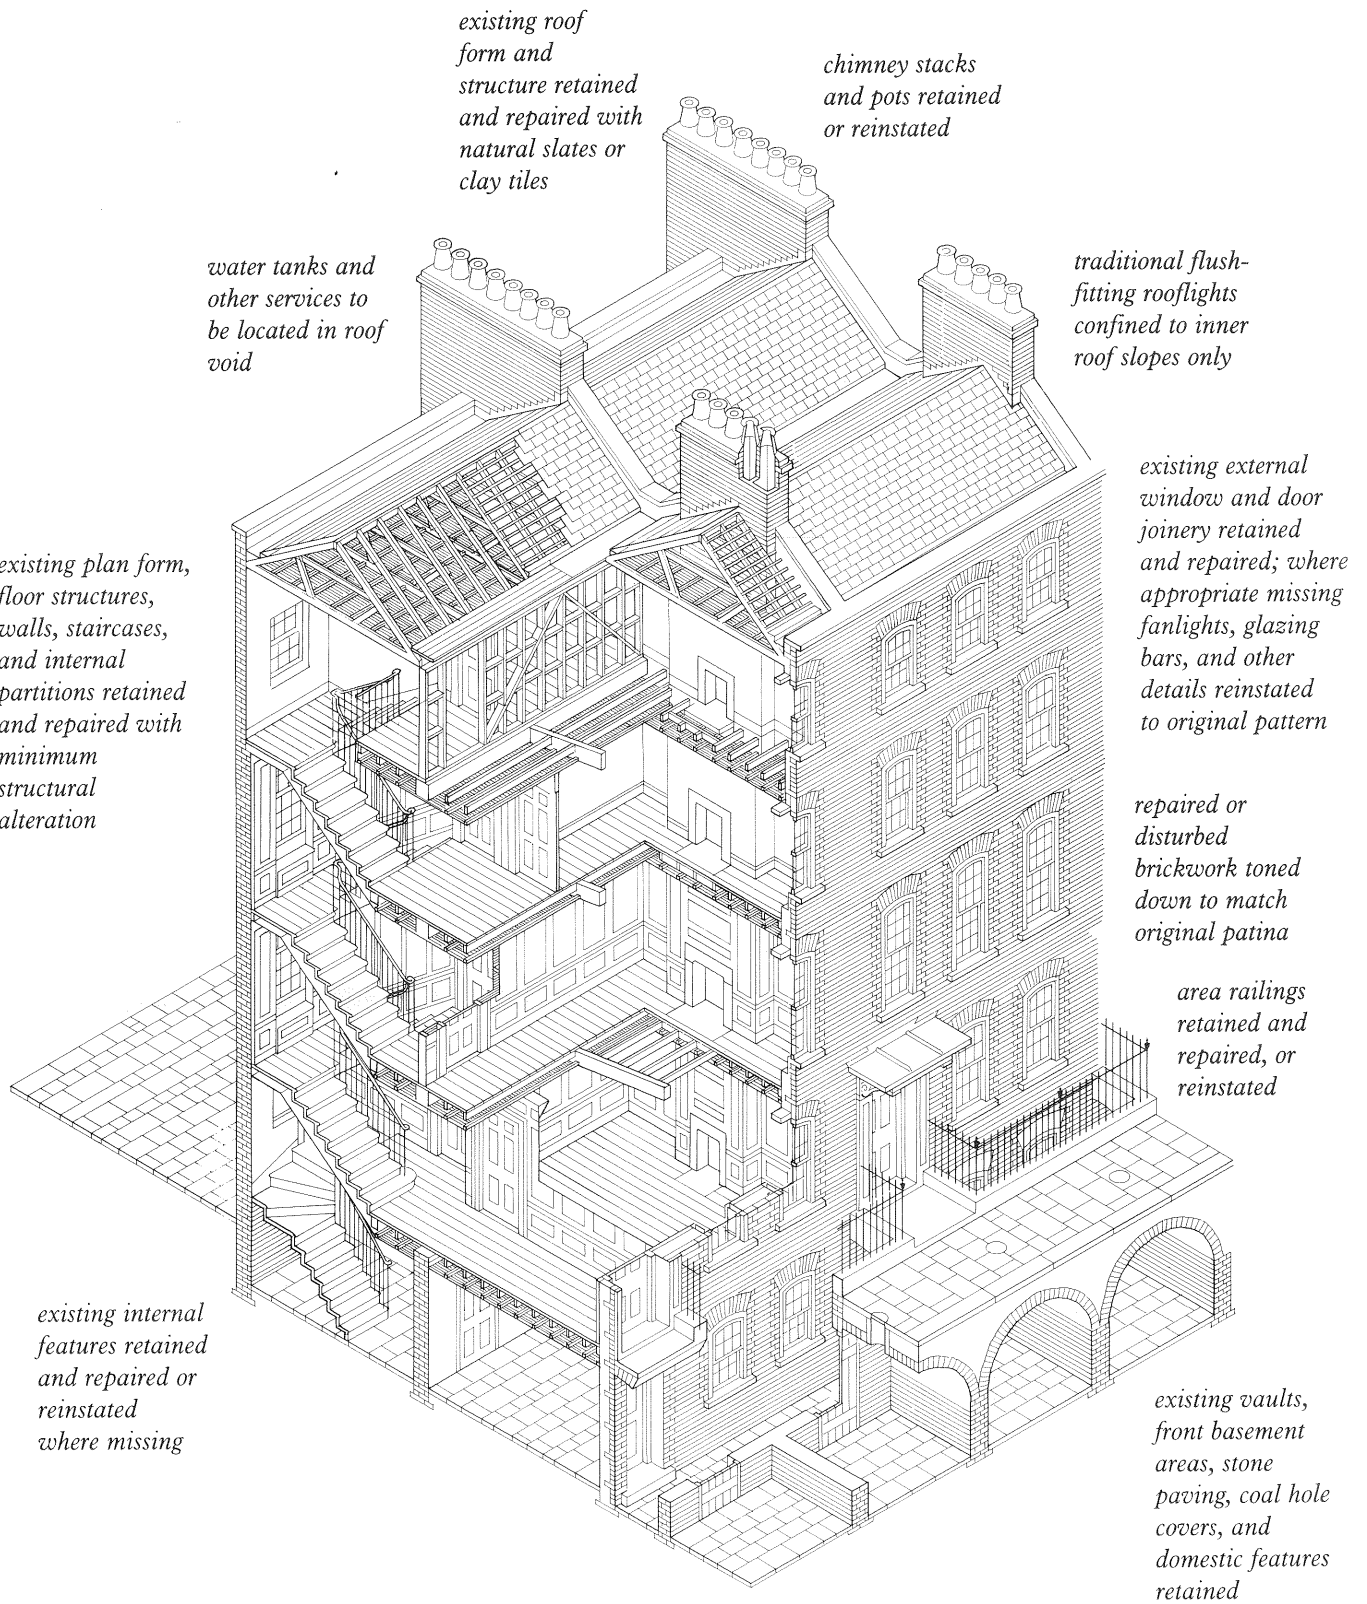 existing roof
form and
structure retained
and repaired with
natural slates or
clay tiles
chimney stacks
and pots retained
or reinstated
water tanks and
other services to
be located in roof
void
traditional flush-
fitting rooflights
confined to inner
roof slopes only
existing external
window and door
joinery retained
and repaired; where
appropriate missing
fanlights, glazing
bars, and other
details reinstated
to original pattern
existing plan form,
floor structures,
walls, staircases,
and internal
partitions retained
and repaired with
minimum
structural
alteration
repaired or
disturbed
brickwork toned
down to match
original patina
area railings
retained and
repaired, or
reinstated
existing internal
features retained
and repaired or
reinstated
where missing
existing vaults,
front basement
areas, stone
paving, coal hole
covers, and
domestic features
retained